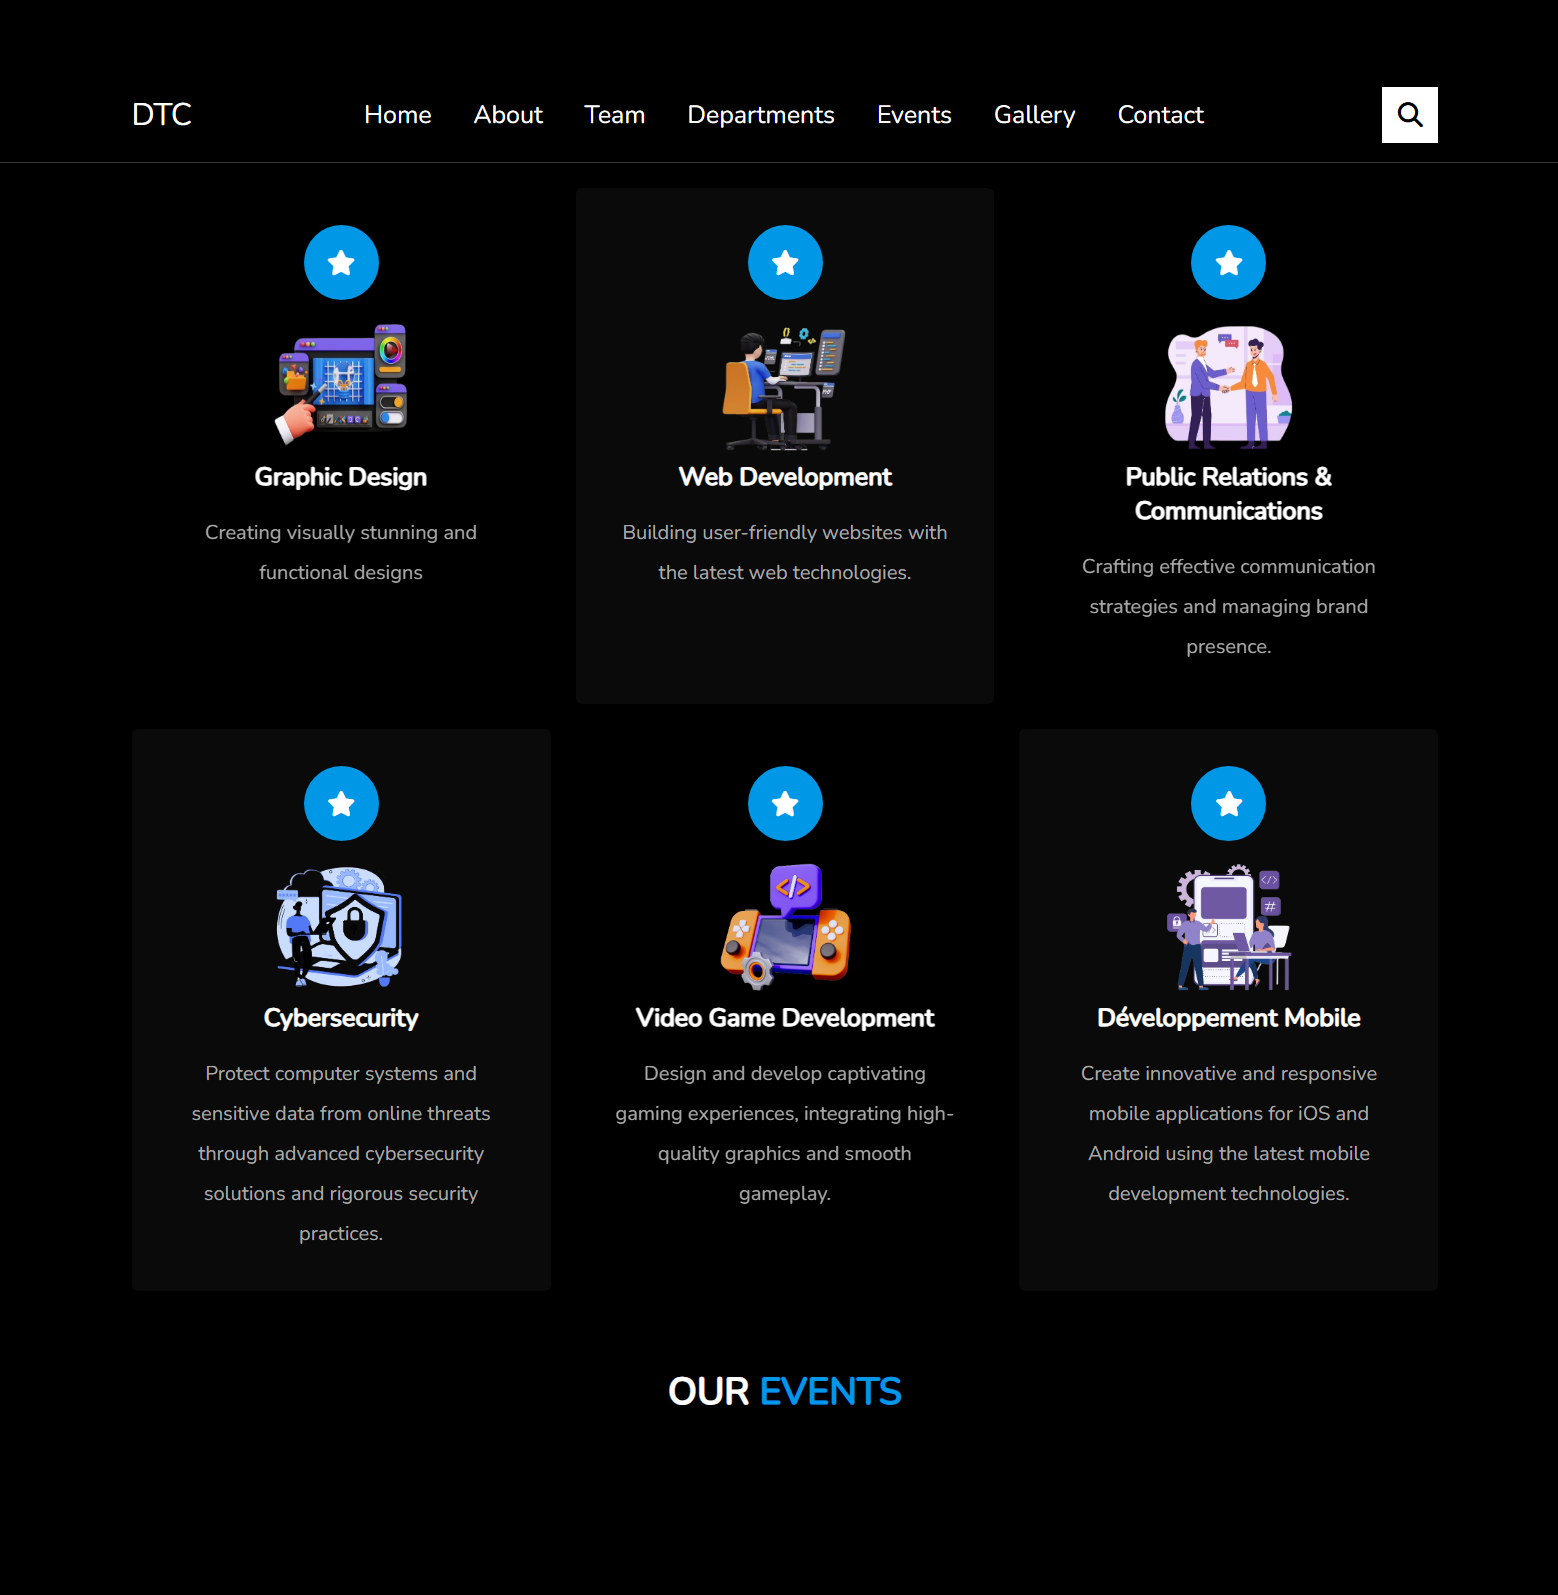 DTC
Home About Team Departments Events Gallery Contact
Graphic Design
Creating visually stunning and
functional designs
Web Development
Building user-friendly websites with
the latest web technologies.
Public Relations &
Communications
Crafting effective communication
strategies and managing brand
presence.
Cybersecurity
Protect computer systems and
sensitive data from online threats
through advanced cybersecurity
solutions and rigorous security
practices.
Video Game Development
Design and develop captivating
gaming experiences, integrating high-
quality graphics and smooth
gameplay.
Développement Mobile
Create innovative and responsive
mobile applications for iOS and
Android using the latest mobile
development technologies.
OUR EVENTS